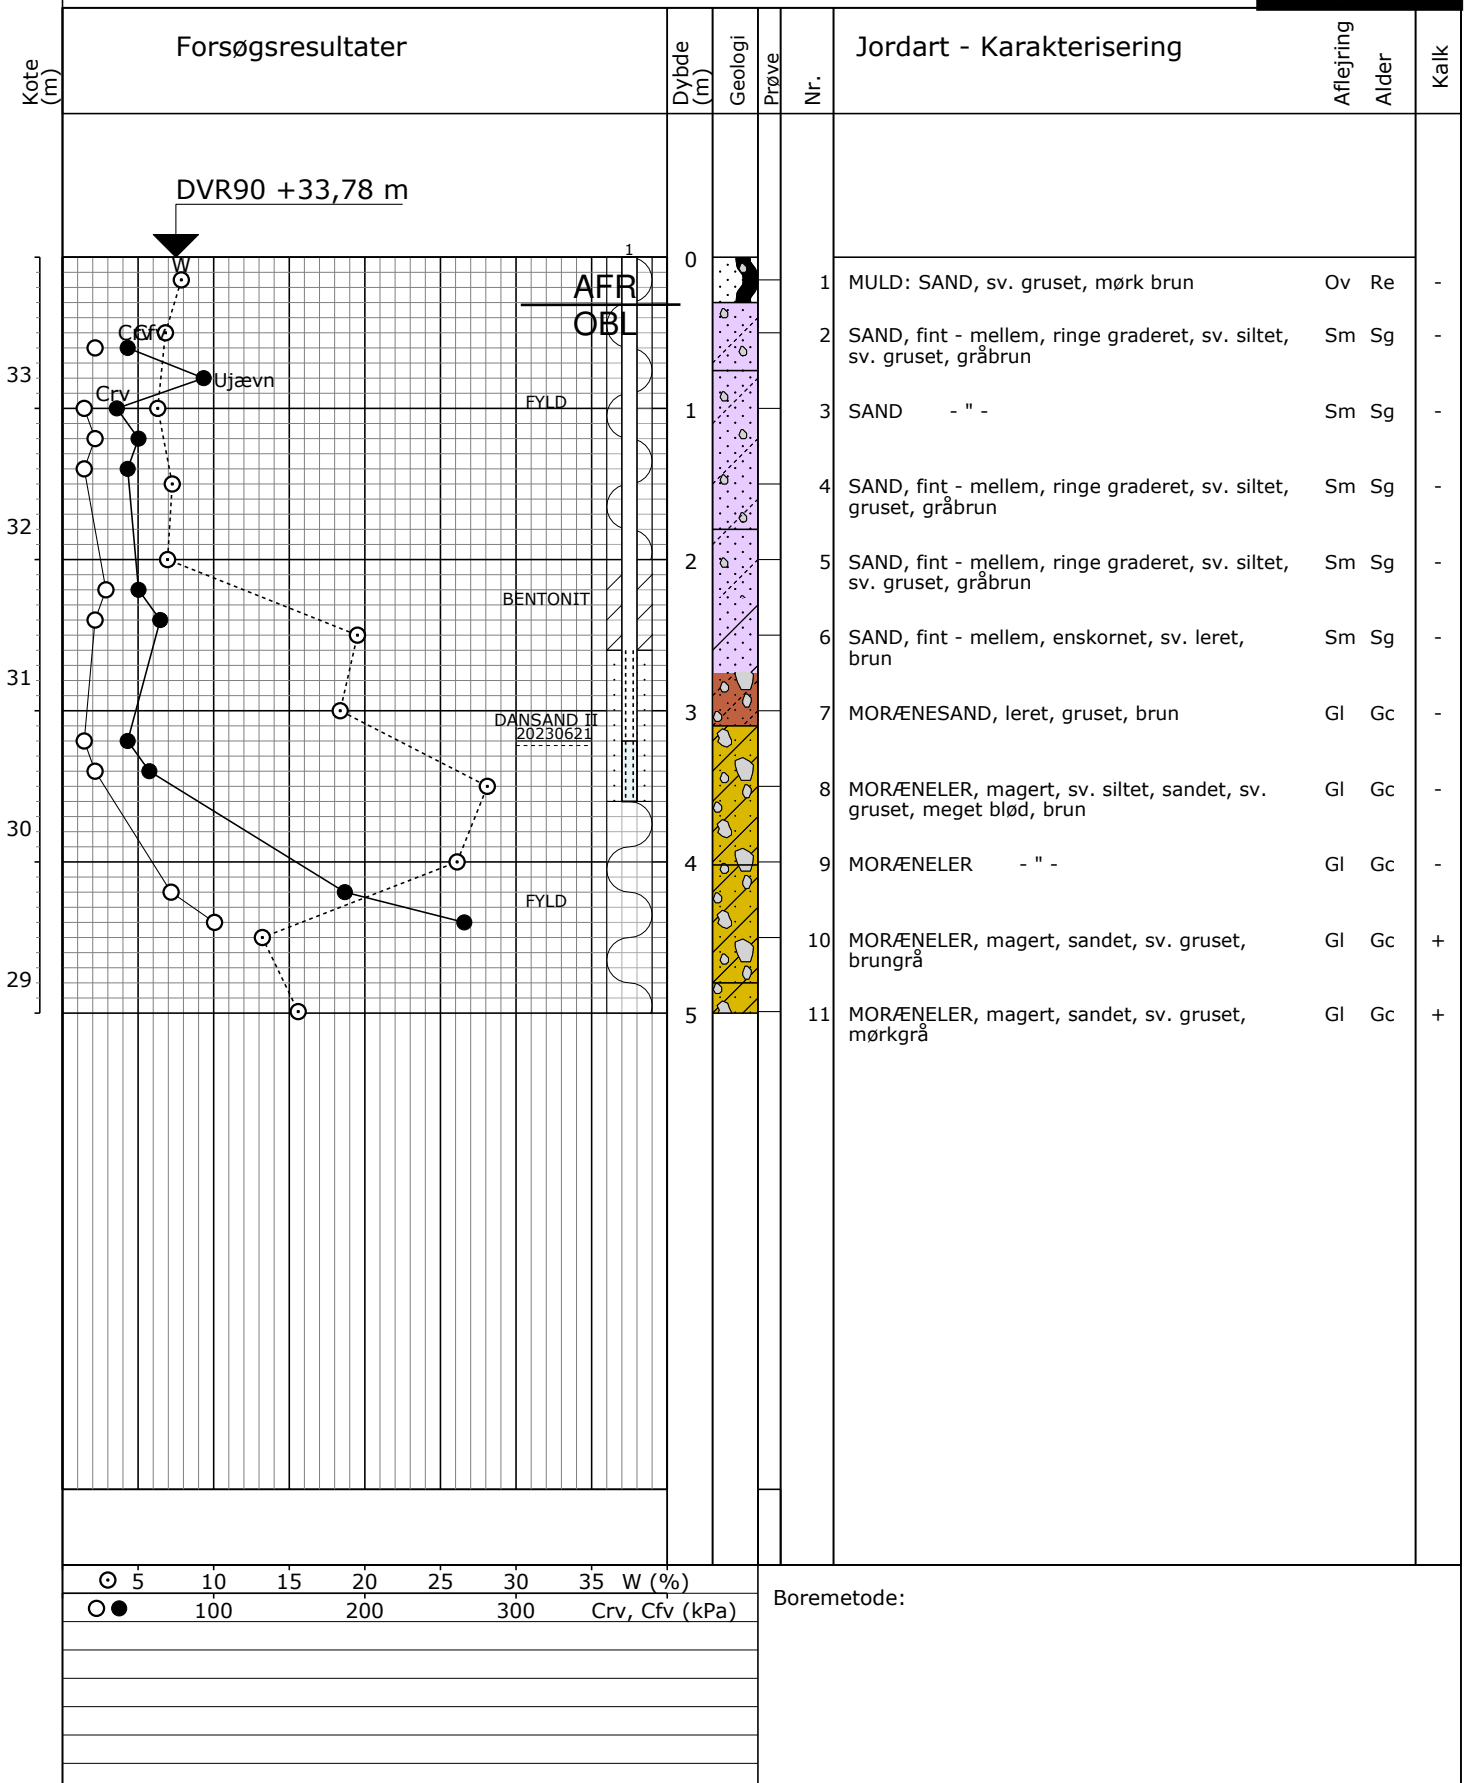 Kote (m)
Forsøgsresultater
Dybde (m)
Geologi
Prøve
Nr.
Jordart - Karakterisering
Aflejring
Alder
Kalk
DVR90 +33,78 m
1
W
AFR
OBL
Crv
Cfv
Ujævn
Crv
FYLD
BENTONIT
DANSAND II
20230621
FYLD
33
32
31
30
29
0
1
2
3
4
5
1 MULD: SAND, sv. gruset, mørk brun Ov Re -
2 SAND, fint - mellem, ringe graderet, sv. siltet, Sm Sg -
sv. gruset, gråbrun
3 SAND - " - Sm Sg -
4 SAND, fint - mellem, ringe graderet, sv. siltet, Sm Sg -
gruset, gråbrun
5 SAND, fint - mellem, ringe graderet, sv. siltet, Sm Sg -
sv. gruset, gråbrun
6 SAND, fint - mellem, enskornet, sv. leret, Sm Sg -
brun
7 MORÆNESAND, leret, gruset, brun Gl Gc -
8 MORÆNELER, magert, sv. siltet, sandet, sv. Gl Gc -
gruset, meget blød, brun
9 MORÆNELER - " - Gl Gc -
10 MORÆNELER, magert, sandet, sv. gruset, Gl Gc +
brungrå
11 MORÆNELER, magert, sandet, sv. gruset, Gl Gc +
mørkgrå
5 10 15 20 25 30 35 W (%)
100 200 300 Crv, Cfv (kPa)
Boremetode: